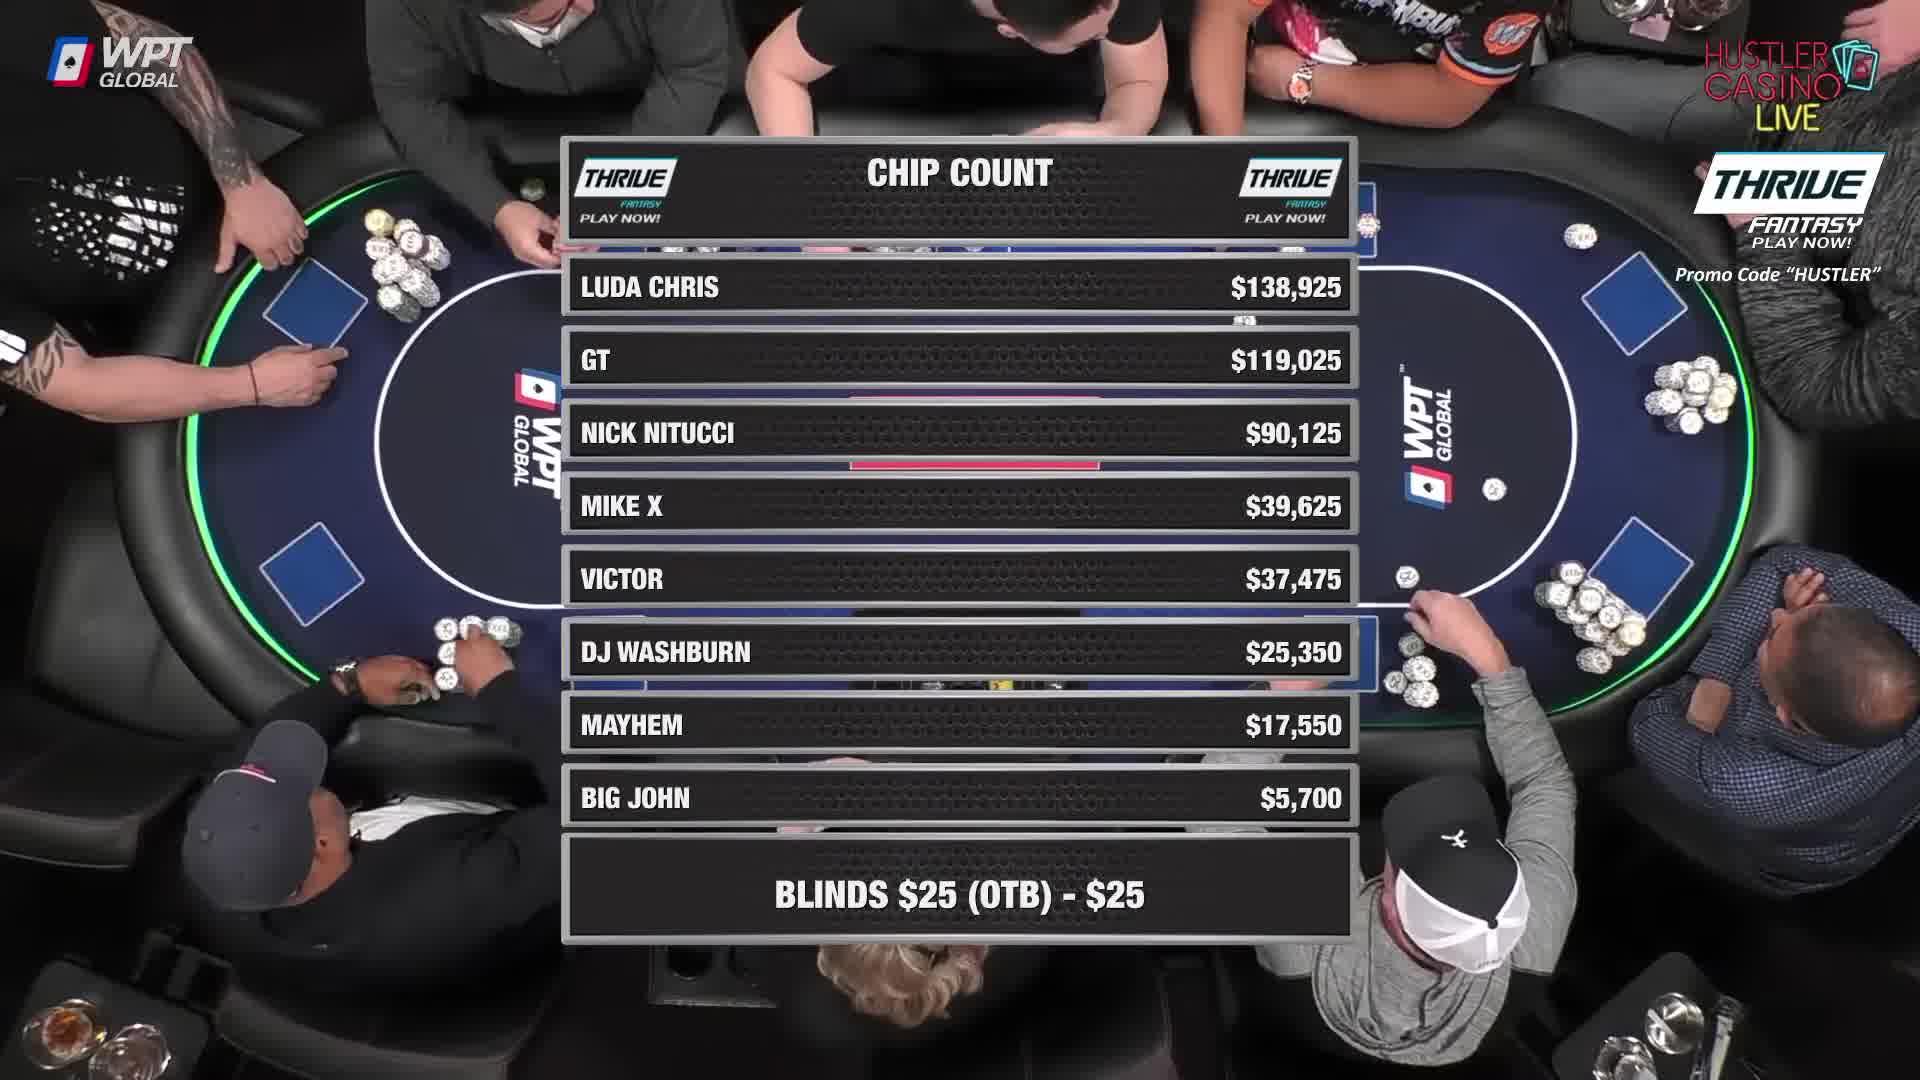 WPT
GLOBAL
HUSTLER
CASINO
LIVE
THRIVE
FANTASY
PLAY NOW!
Promo Code “HUSTLER”
THRIVE
FANTASY
PLAY NOW!
CHIP COUNT
THRIVE
FANTASY
PLAY NOW!
LUDA CHRIS $138,925
GT $119,025
NICK NITUCCI $90,125
MIKE X $39,625
VICTOR $37,475
DJ WASHBURN $25,350
MAYHEM $17,550
BIG JOHN $5,700
BLINDS $25 (OTB) - $25
WPT
GLOBAL
WPT™
GLOBAL